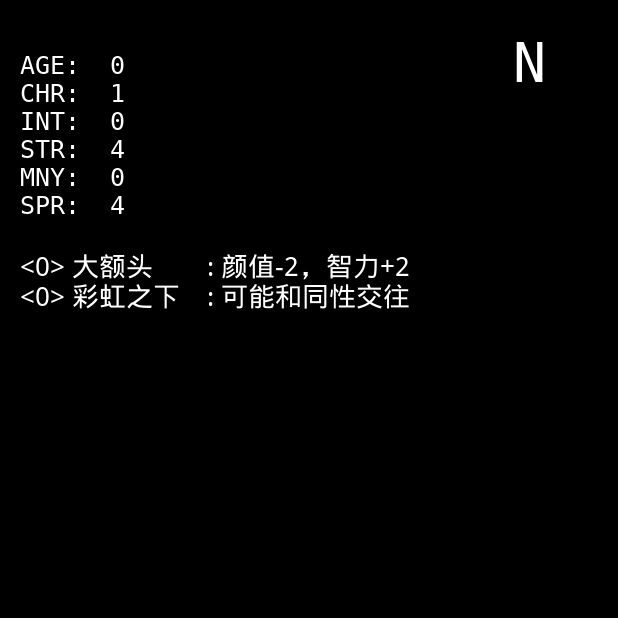 N
AGE: 0
CHR: 1
INT: 0
STR: 4
MNY: 0
SPR: 4
<O> 大额头 : 颜值-2，智力+2
<O> 彩虹之下 : 可能和同性交往